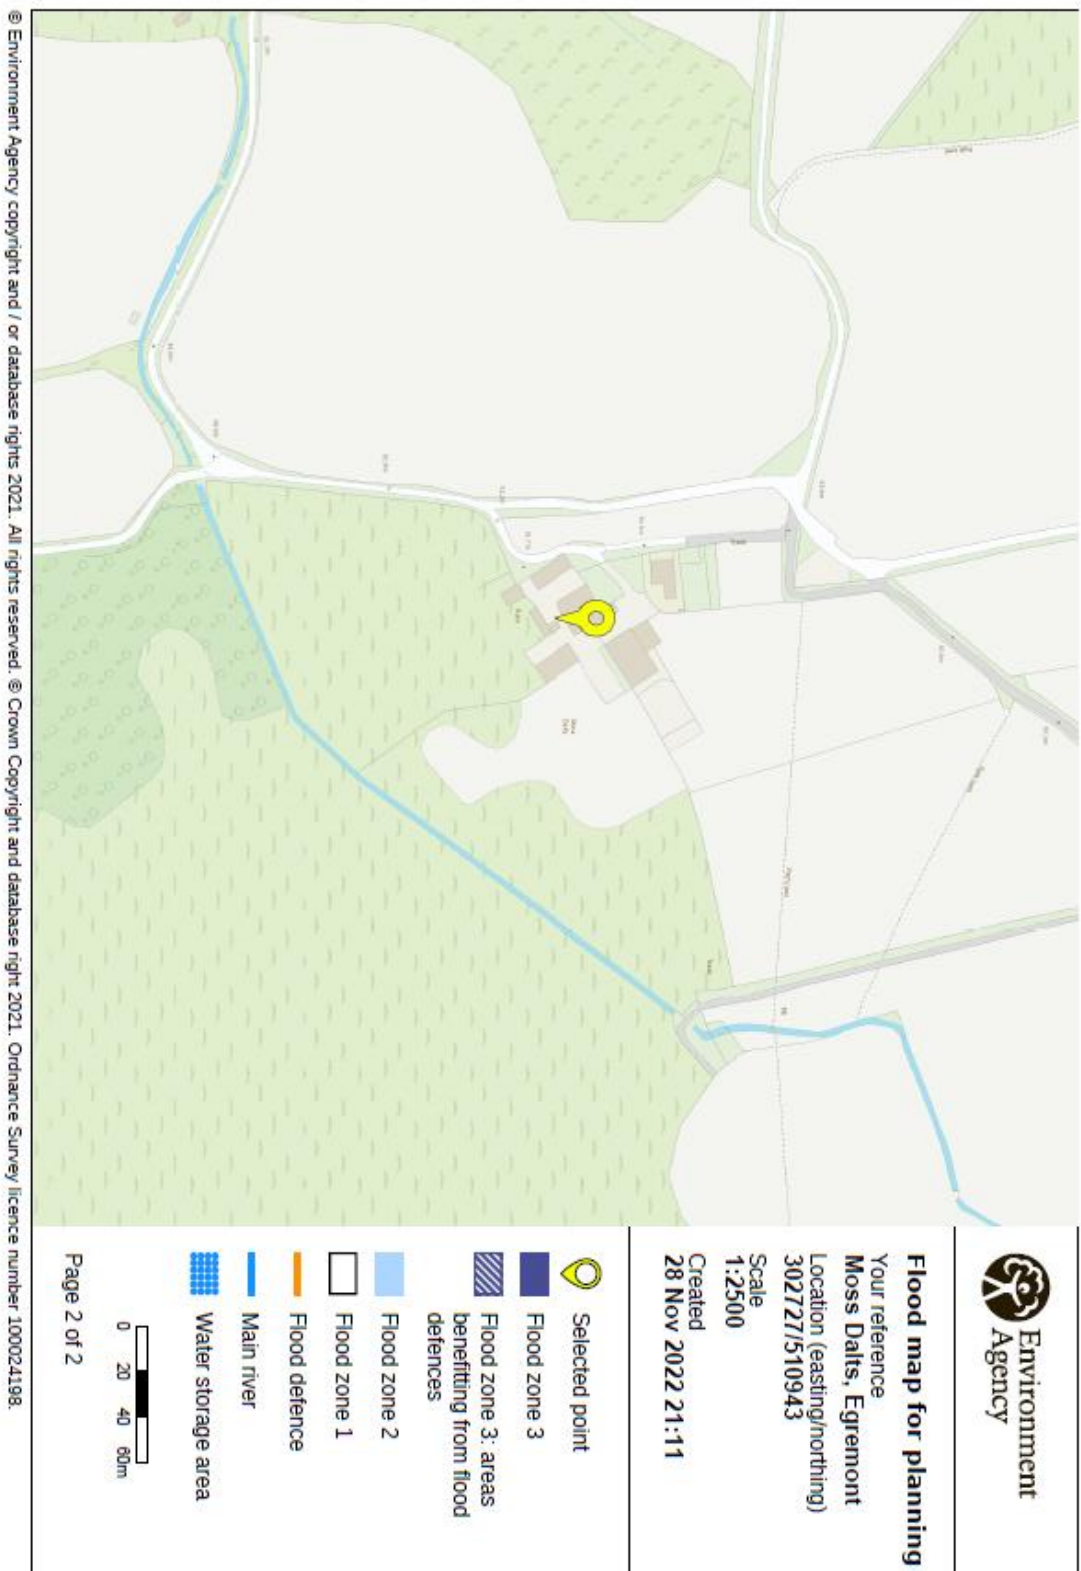 Environment
Agency
Flood map for planning
Your reference
Moss Dalts, Egremont
Location (easting/northing)
302727/510943
Scale
1:2500
Created
28 Nov 2022 21:11
Selected point
Flood zone 3
Flood zone 3: areas
benefitting from flood
defences
Flood zone 2
Flood zone 1
Flood defence
Main river
Water storage area
0 20 40 60m
Page 2 of 2
© Environment Agency copyright and / or database rights 2021. All rights reserved. © Crown Copyright and database right 2021. Ordnance Survey licence number 100024198.